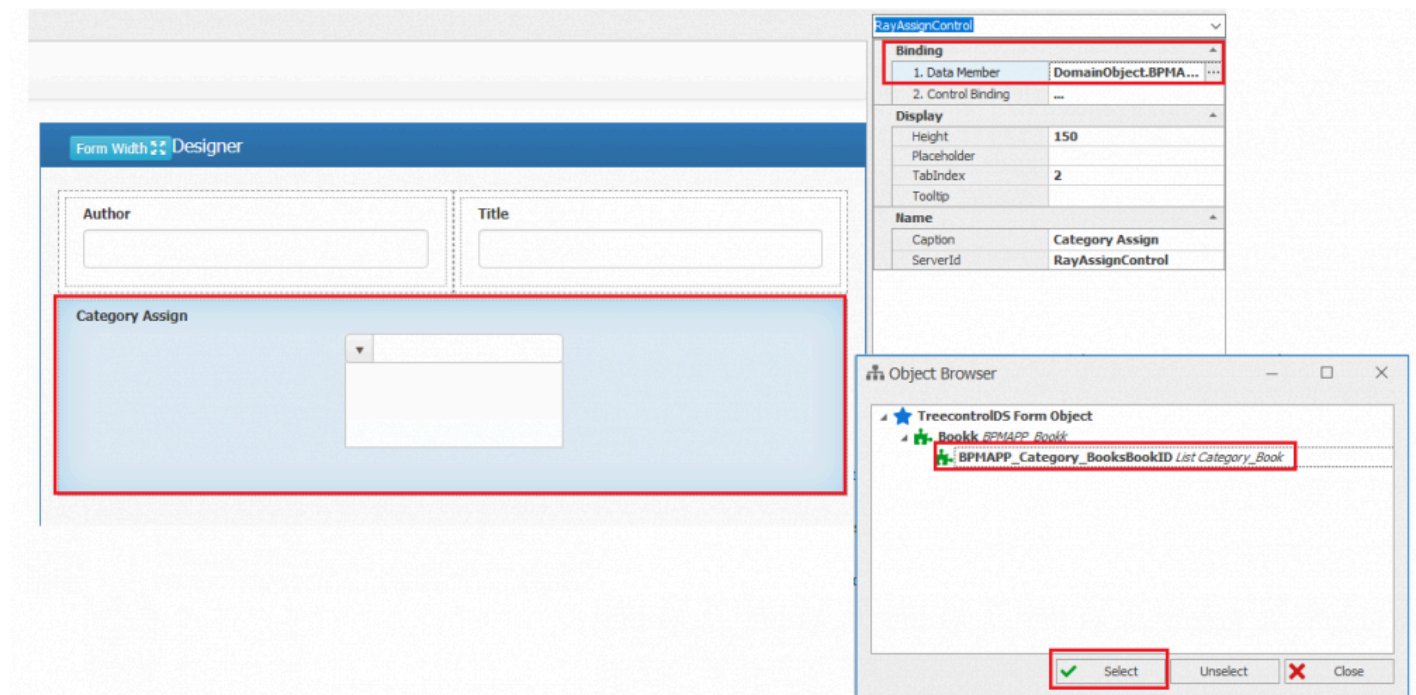 RayAssignControl
Binding
1. Data Member DomainObject.BPMA... ...
2. Control Binding ...
Display
Height 150
Placeholder
TabIndex 2
Tooltip
Name
Caption Category Assign
ServerId RayAssignControl
Form Width Designer
Author Title
Category Assign
Object Browser
TreecontrolDS Form Object
Bookk BPMAPP_Bookk
BPMAPP_Category_BooksBookID List Category_Book
Select Unselect Close